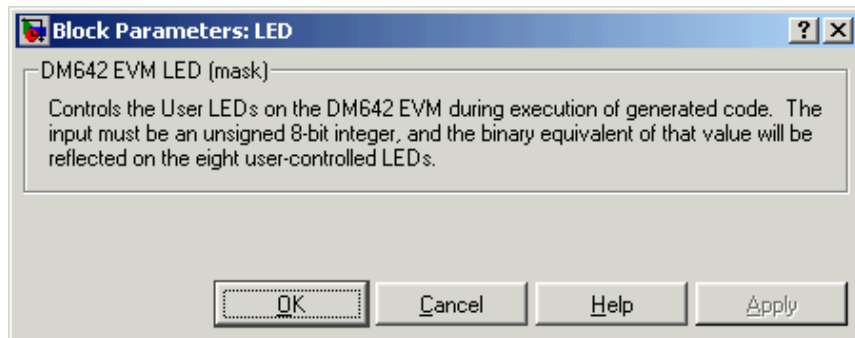 Block Parameters: LED
DM642 EVM LED (mask)
Controls the User LEDs on the DM642 EVM during execution of generated code.  The
input must be an unsigned 8-bit integer, and the binary equivalent of that value will be
reflected on the eight user-controlled LEDs.
OK Cancel Help Apply